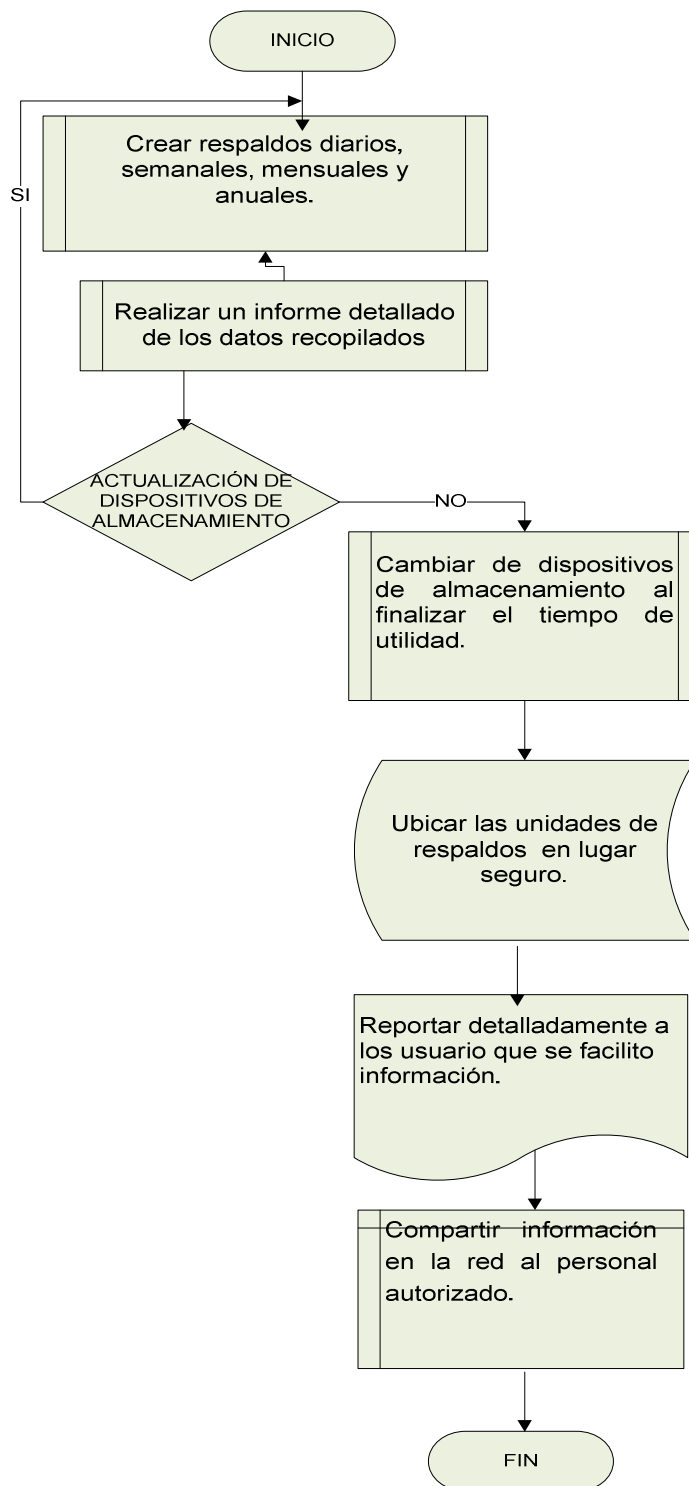 INICIO
Crear respaldos diarios,
semanales, mensuales y
anuales.
SI
Realizar un informe detallado
de los datos recopilados
ACTUALIZACIÓN DE
DISPOSITIVOS DE
ALMACENAMIENTO
NO
Cambiar de dispositivos
de almacenamiento al
finalizar el tiempo de
utilidad.
Ubicar las unidades de
respaldos en lugar
seguro.
Reportar detalladamente a
los usuario que se facilito
información.
Compartir información
en la red al personal
autorizado.
FIN